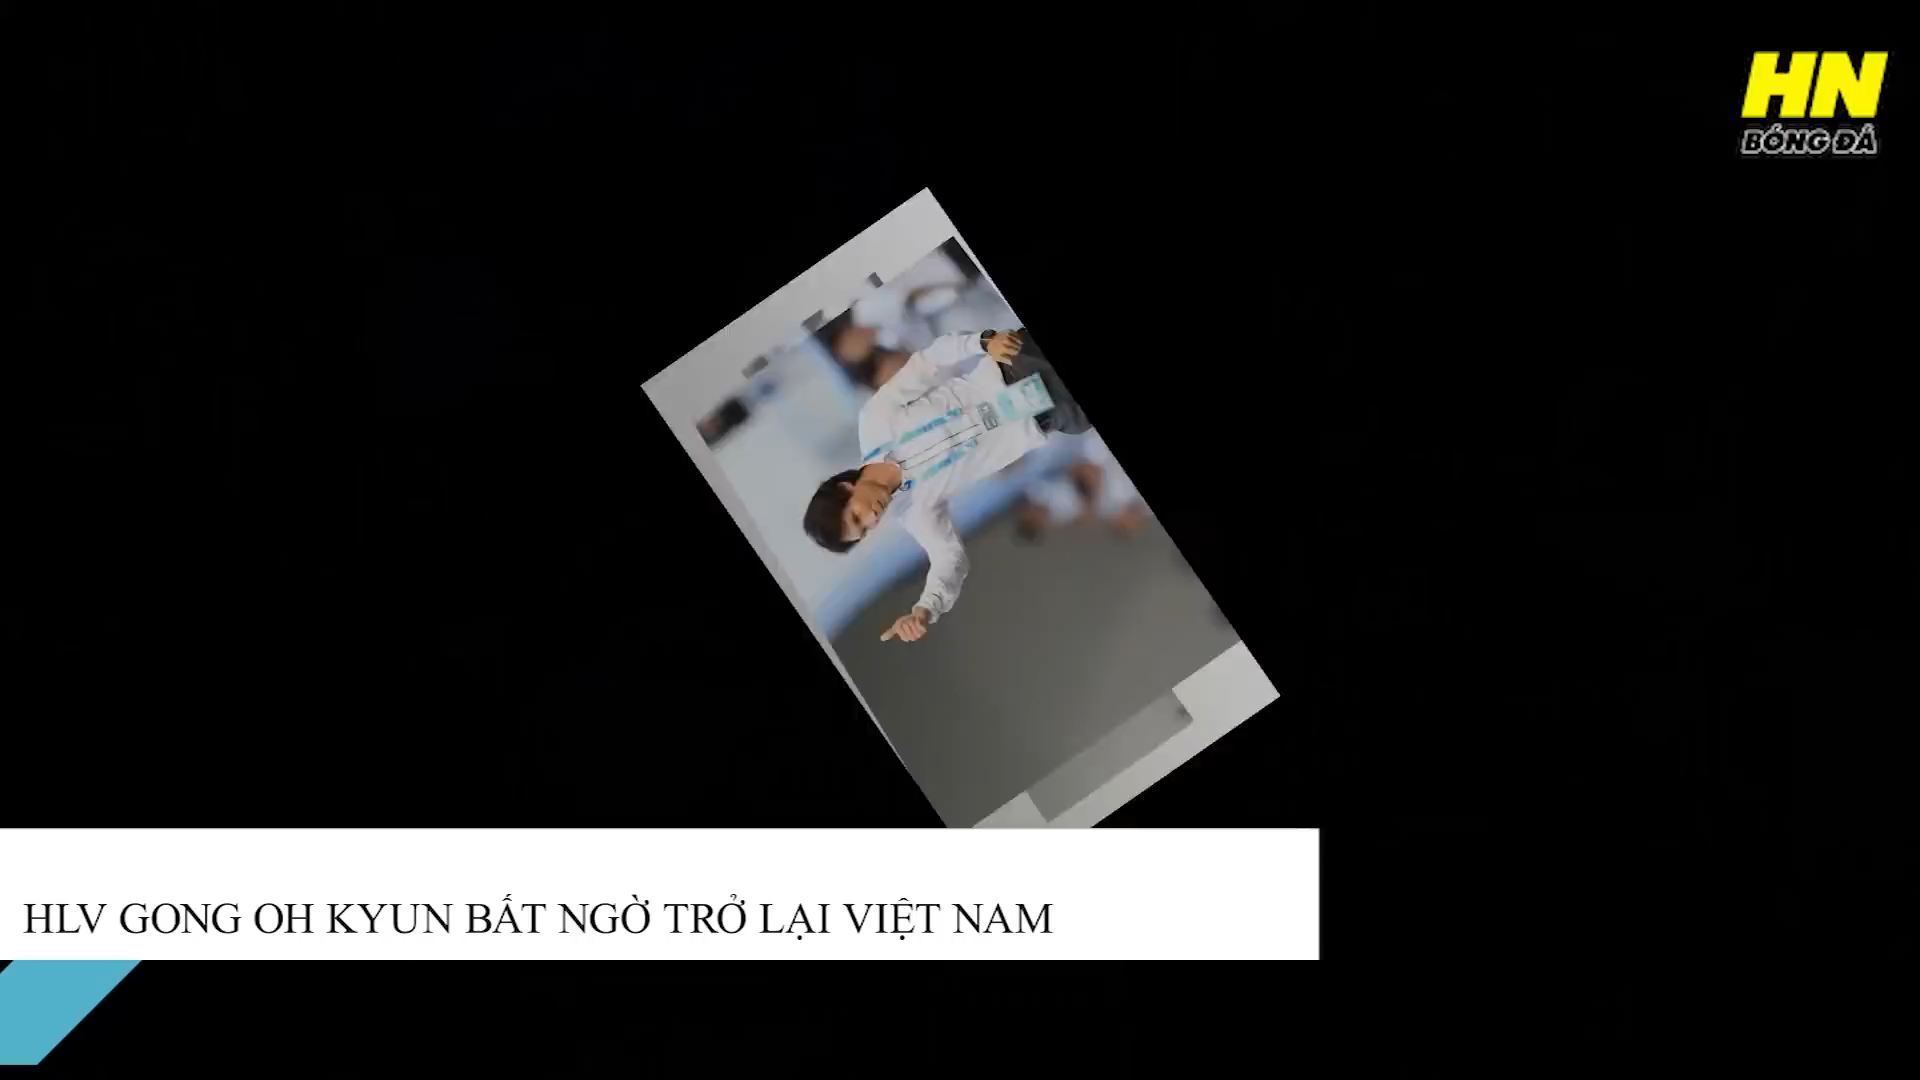 HN
BÓNG ĐÁ
HLV GONG OH KYUN BẤT NGỜ TRỞ LẠI VIỆT NAM